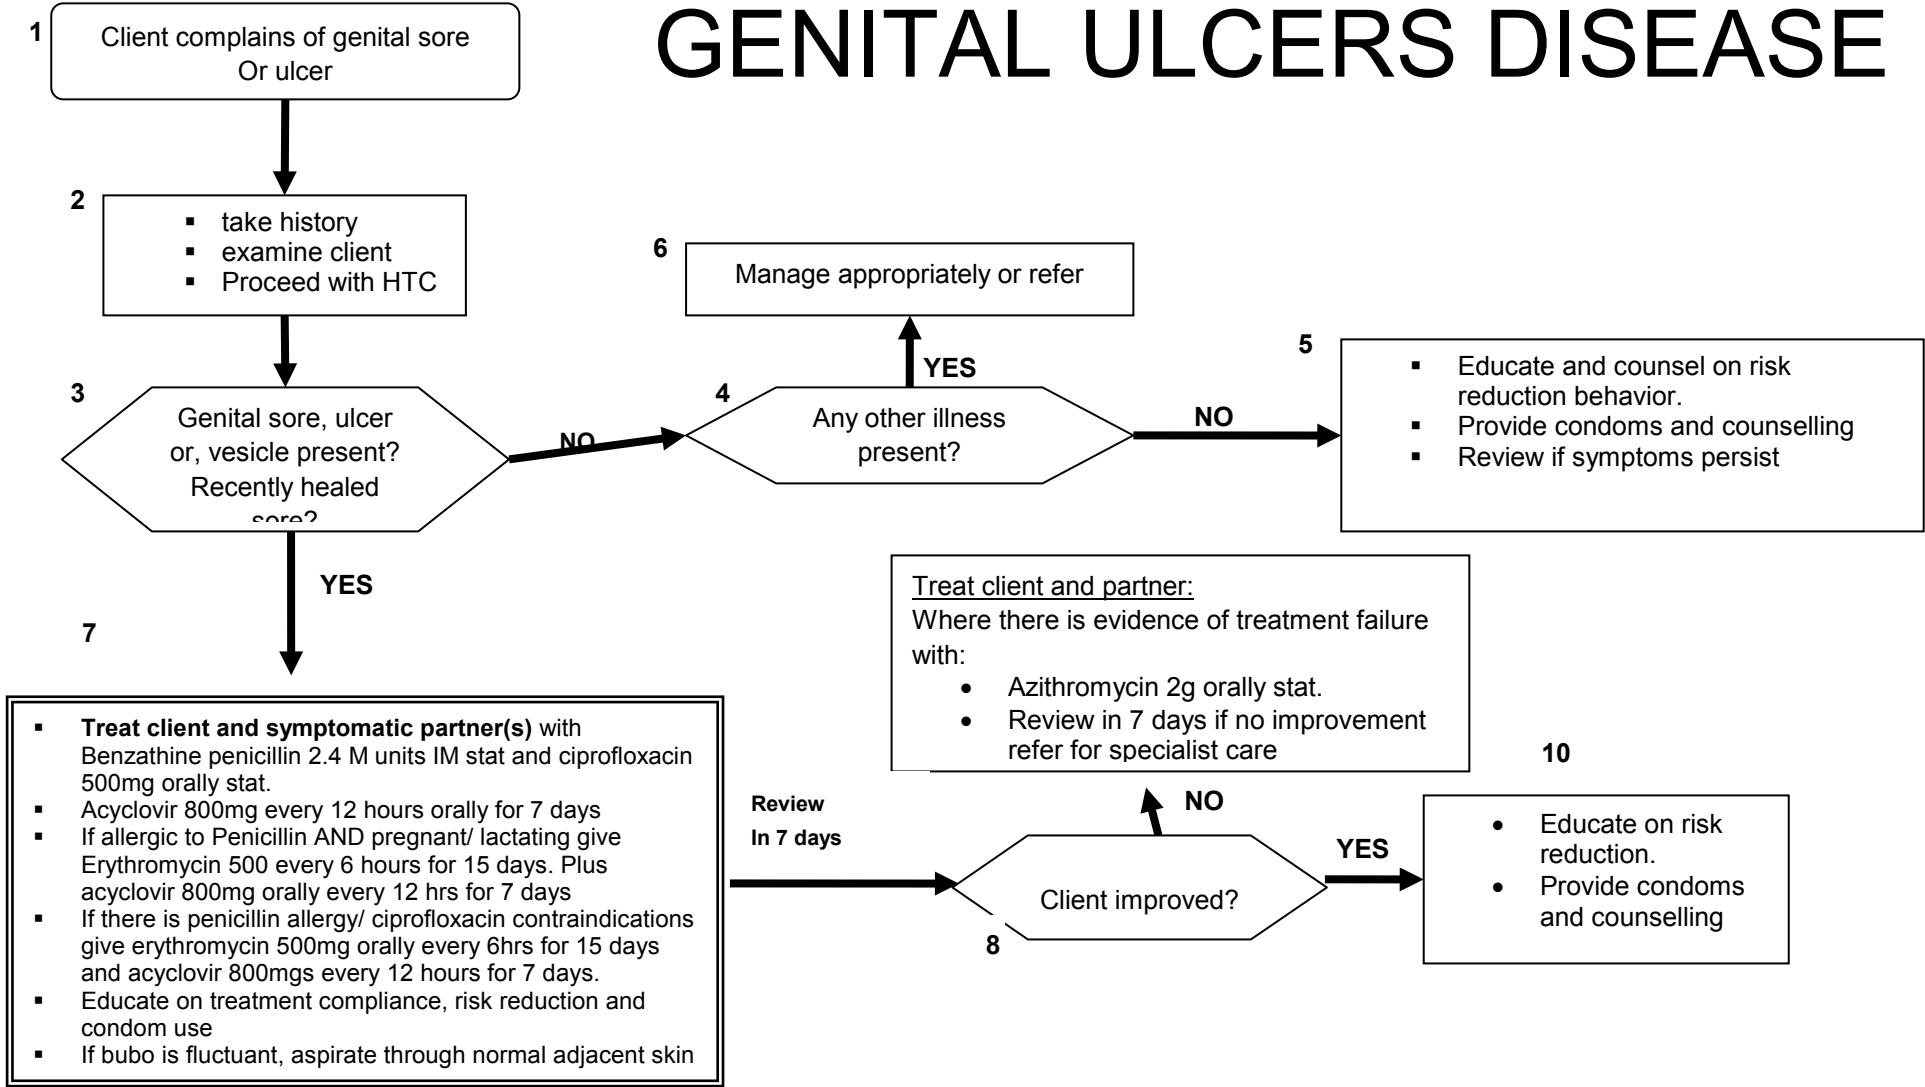 GENITAL ULCERS DISEASE
1
Client complains of genital sore
Or ulcer
2
▪ take history
▪ examine client
▪ Proceed with HTC
3
Genital sore, ulcer
or, vesicle present?
Recently healed
sore?
NO
YES
4
Any other illness
present?
YES
NO
6
Manage appropriately or refer
5
▪ Educate and counsel on risk
reduction behavior.
▪ Provide condoms and counselling
▪ Review if symptoms persist
7
▪ Treat client and symptomatic partner(s) with
Benzathine penicillin 2.4 M units IM stat and ciprofloxacin
500mg orally stat.
▪ Acyclovir 800mg every 12 hours orally for 7 days
▪ If allergic to Penicillin AND pregnant/ lactating give
Erythromycin 500 every 6 hours for 15 days. Plus
acyclovir 800mg orally every 12 hrs for 7 days
▪ If there is penicillin allergy/ ciprofloxacin contraindications
give erythromycin 500mg orally every 6hrs for 15 days
and acyclovir 800mgs every 12 hours for 7 days.
▪ Educate on treatment compliance, risk reduction and
condom use
▪ If bubo is fluctuant, aspirate through normal adjacent skin
Review
In 7 days
8
Client improved?
NO
YES
Treat client and partner:
Where there is evidence of treatment failure
with:
• Azithromycin 2g orally stat.
• Review in 7 days if no improvement
refer for specialist care
10
• Educate on risk
reduction.
• Provide condoms
and counselling